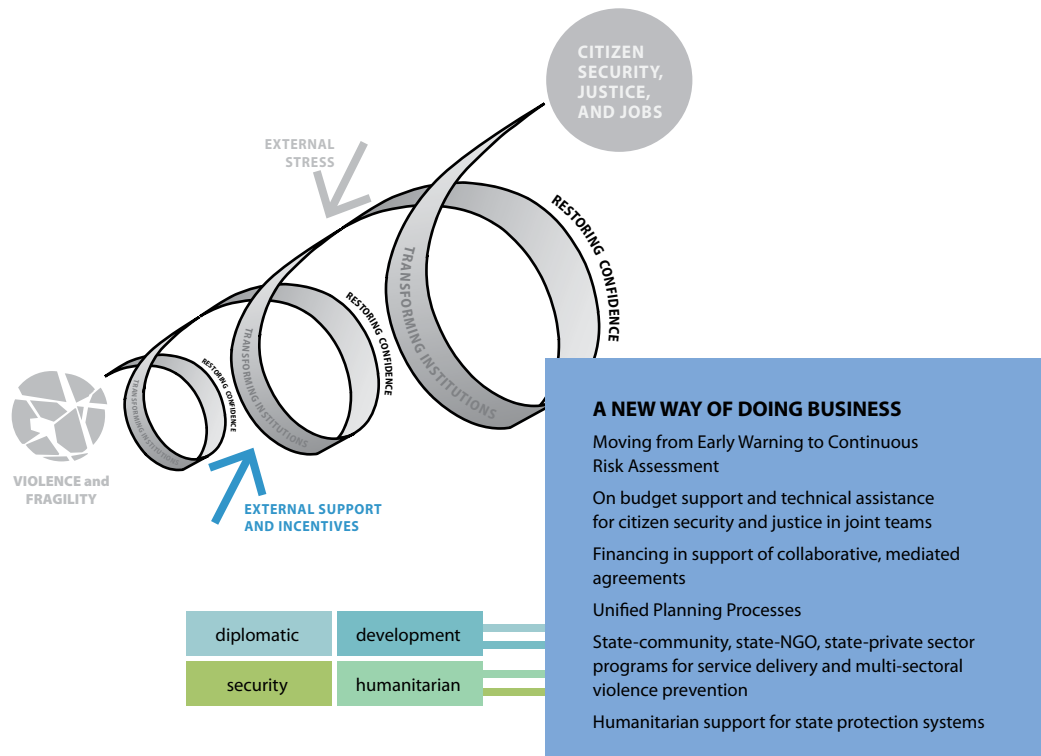 CITIZEN
SECURITY,
JUSTICE,
AND JOBS
EXTERNAL
STRESS
RESTORING CONFIDENCE
TRANSFORMING INSTITUTIONS
RESTORING CONFIDENCE
TRANSFORMING INSTITUTIONS
RESTORING CONFIDENCE
TRANSFORMING INSTITUTIONS
VIOLENCE and
FRAGILITY
EXTERNAL SUPPORT
AND INCENTIVES
A NEW WAY OF DOING BUSINESS
Moving from Early Warning to Continuous
Risk Assessment
On budget support and technical assistance
for citizen security and justice in joint teams
Financing in support of collaborative, mediated
agreements
Unified Planning Processes
State-community, state-NGO, state-private sector
programs for service delivery and multi-sectoral
violence prevention
Humanitarian support for state protection systems
diplomatic
development
security
humanitarian